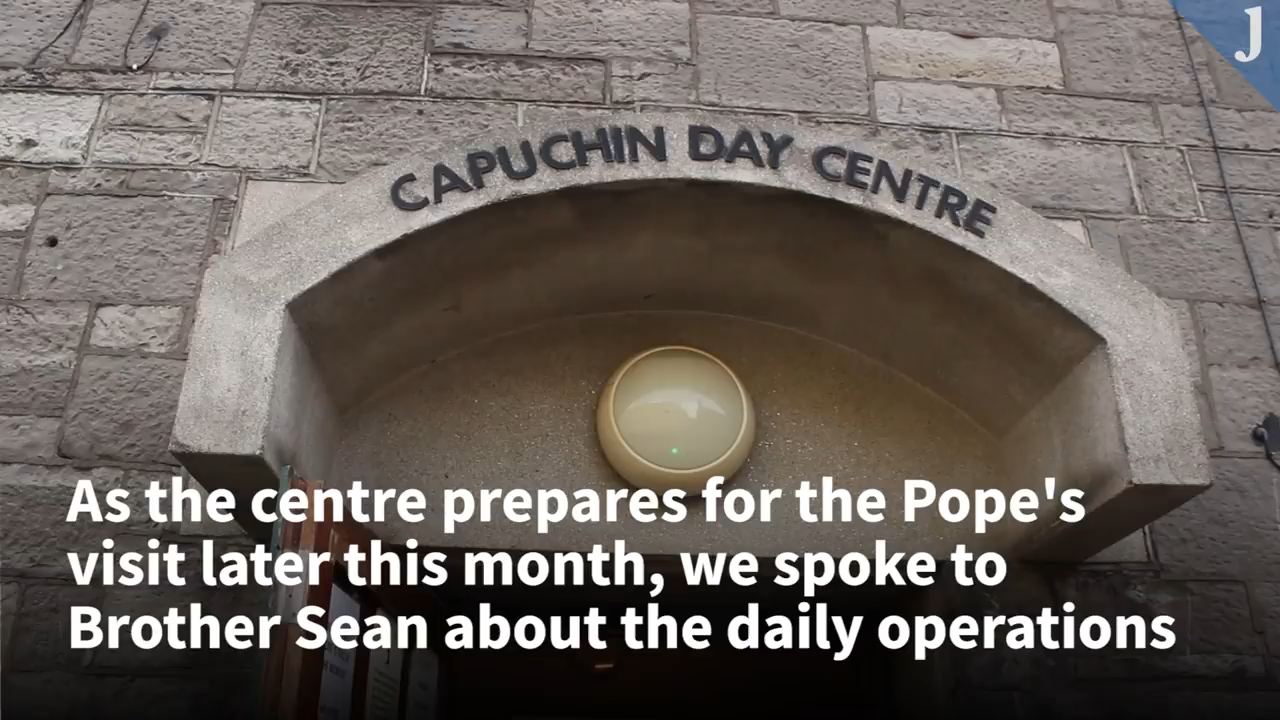 J
CAPUCHIN DAY CENTRE
As the centre prepares for the Pope's
visit later this month, we spoke to
Brother Sean about the daily operations